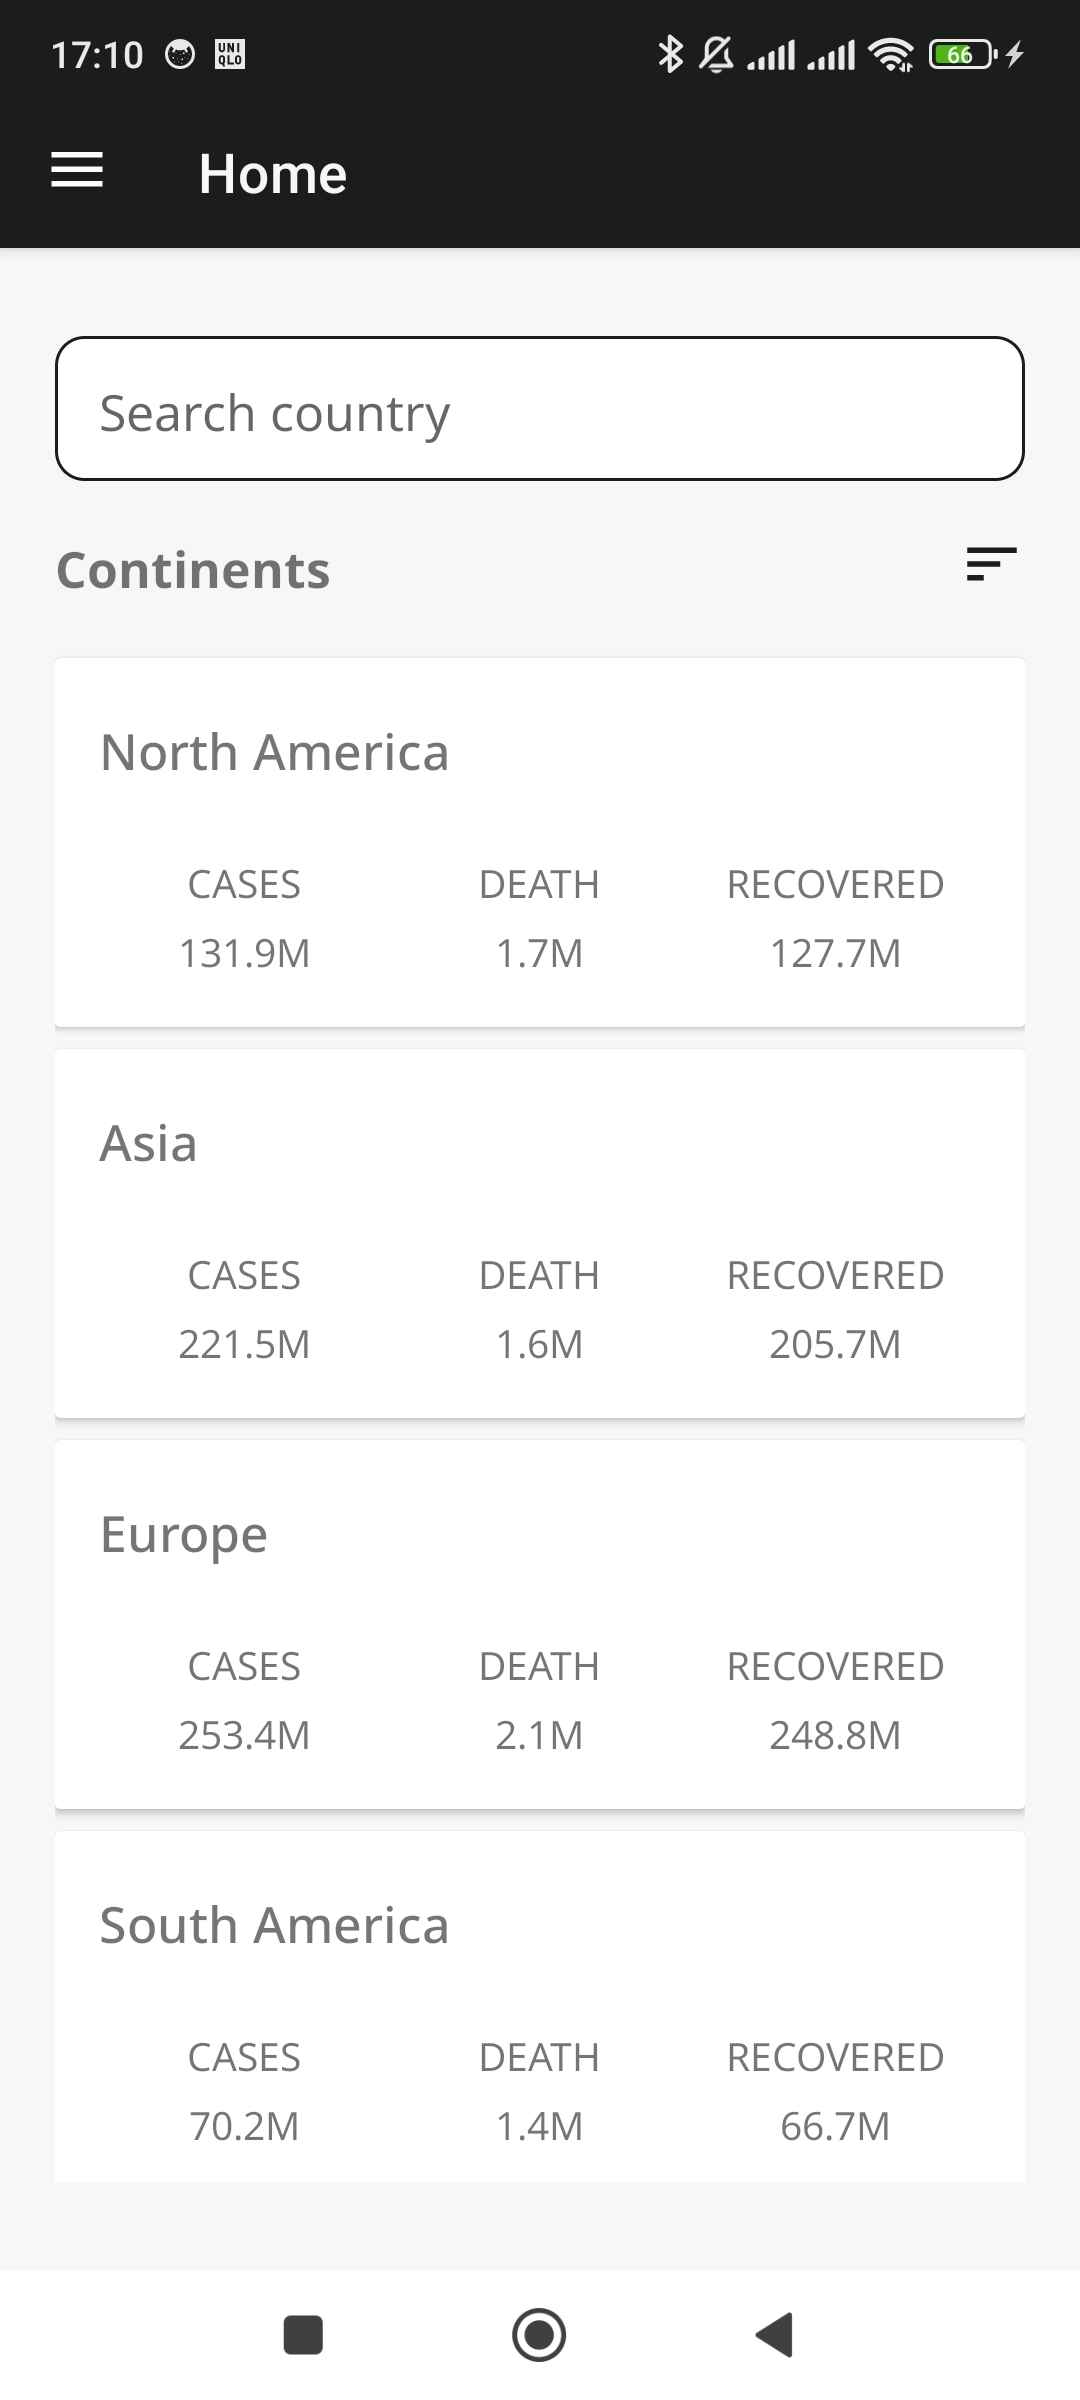 17:10 UNI QLO 66
Home
Search country
Continents
North America
CASES DEATH RECOVERED
131.9M 1.7M 127.7M
Asia
CASES DEATH RECOVERED
221.5M 1.6M 205.7M
Europe
CASES DEATH RECOVERED
253.4M 2.1M 248.8M
South America
CASES DEATH RECOVERED
70.2M 1.4M 66.7M